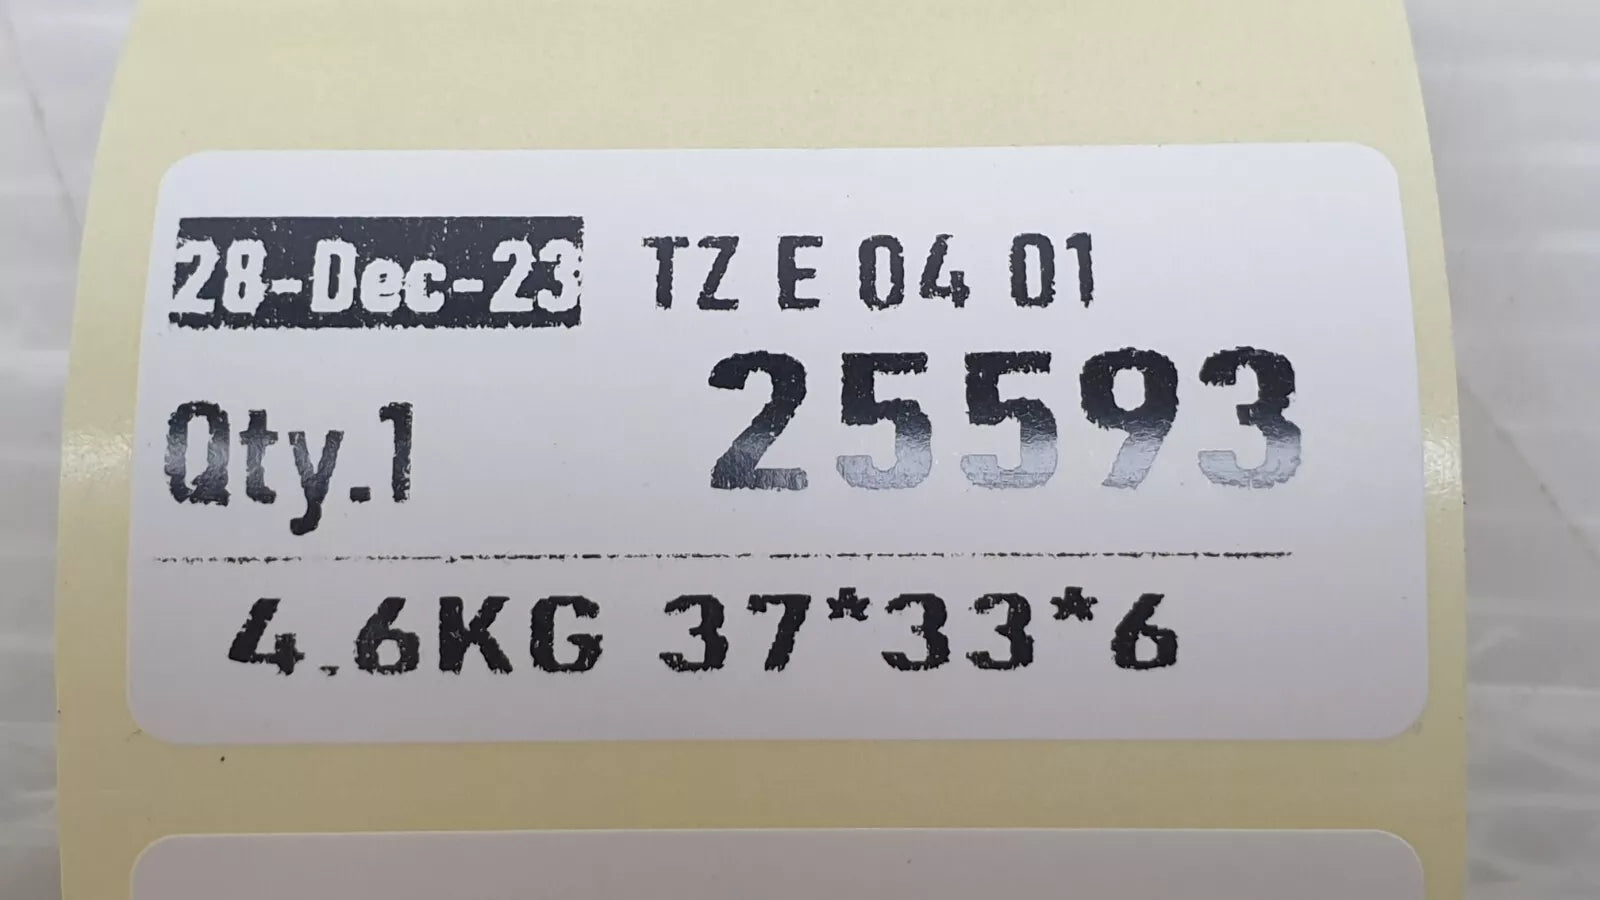 28-Dec-23 TZ E 04 01
Qty.1 25593
4.6KG 37*33*6